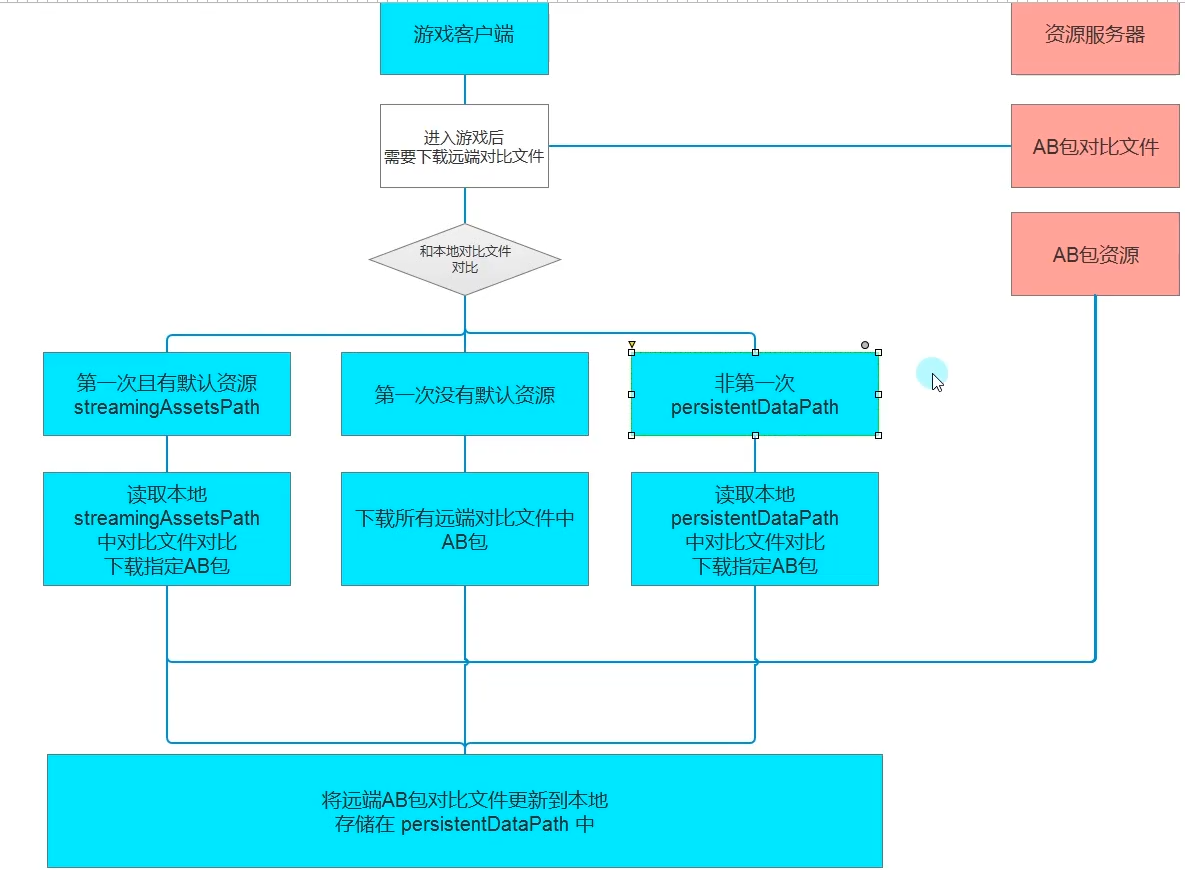 游戏客户端
资源服务器
进入游戏后
需要下载远端对比文件
AB包对比文件
和本地对比文件
对比
AB包资源
第一次且有默认资源
streamingAssetsPath
第一次没有默认资源
非第一次
persistentDataPath
读取本地
streamingAssetsPath
中对比文件对比
下载指定AB包
下载所有远端对比文件中
AB包
读取本地
persistentDataPath
中对比文件对比
下载指定AB包
将远端AB包对比文件更新到本地
存储在 persistentDataPath 中